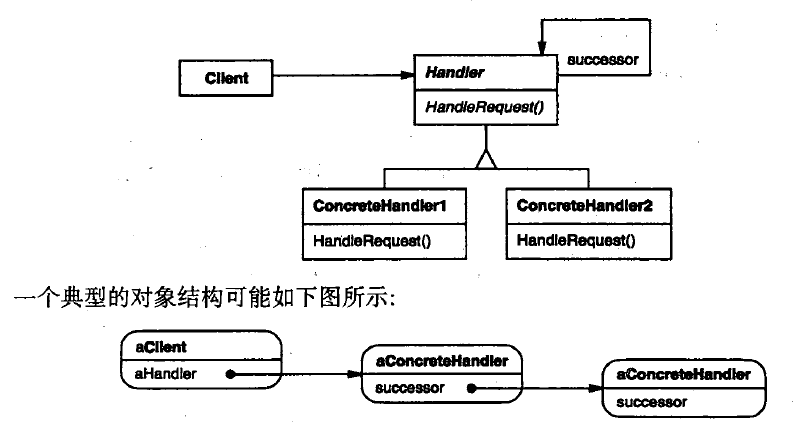 successor
Client
Handler
HandleRequest()
ConcreteHandler1
HandleRequest()
ConcreteHandler2
HandleRequest()
一个典型的对象结构可能如下图所示:
aClient
aHandler
aConcreteHandler
successor
aConcreteHandler
successor